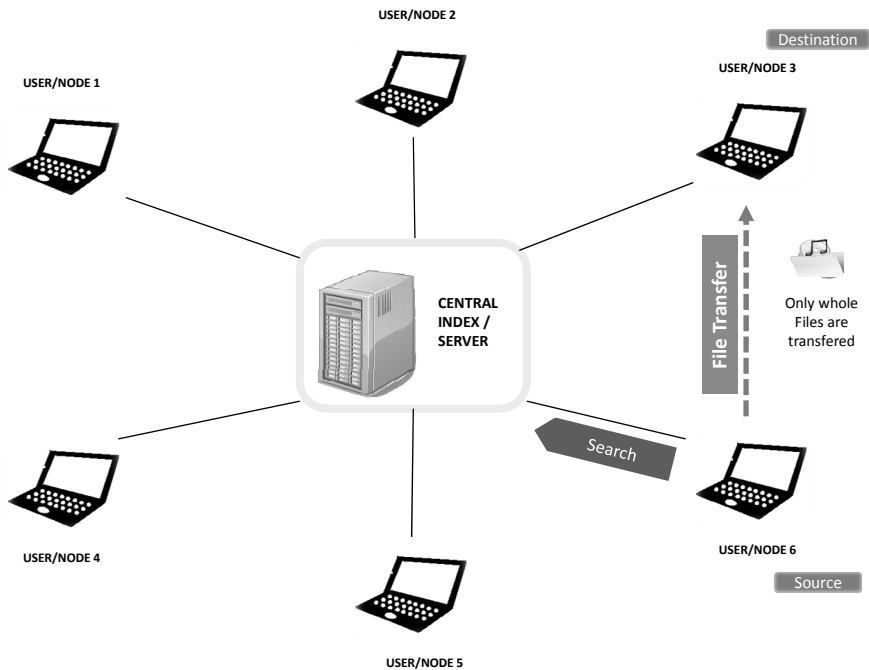 USER/NODE 2
Destination
USER/NODE 3
USER/NODE 1
CENTRAL
INDEX /
SERVER
File Transfer
Only whole
Files are
transfered
Search
USER/NODE 4
USER/NODE 6
Source
USER/NODE 5